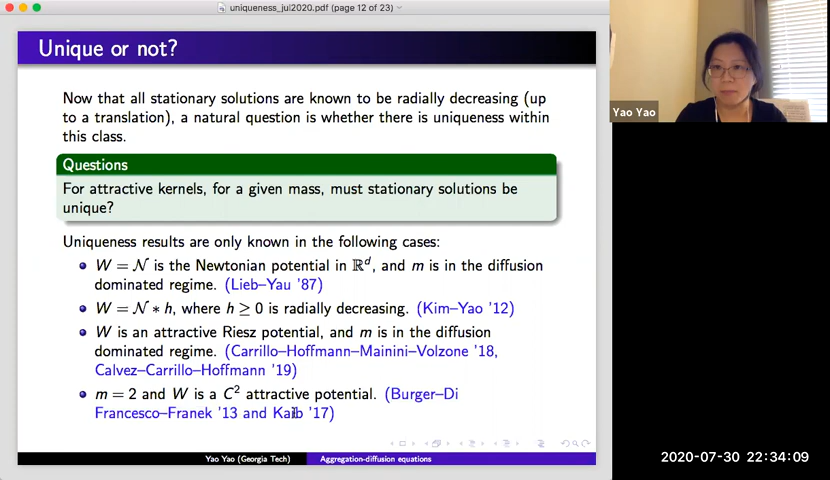 uniqueness_jul2020.pdf (page 12 of 23)
Unique or not?
Now that all stationary solutions are known to be radially decreasing (up
to a translation), a natural question is whether there is uniqueness within
this class.
Questions
For attractive kernels, for a given mass, must stationary solutions be
unique?
Uniqueness results are only known in the following cases:
W = 𝒩 is the Newtonian potential in ℝᵈ, and m is in the diffusion
dominated regime. (Lieb–Yau '87)
W = 𝒩 ∗ h, where h ≥ 0 is radially decreasing. (Kim–Yao '12)
W is an attractive Riesz potential, and m is in the diffusion
dominated regime. (Carrillo–Hoffmann–Mainini–Volzone '18,
Calvez–Carrillo–Hoffmann '19)
m = 2 and W is a C² attractive potential. (Burger–Di
Francesco–Franek '13 and Kaib '17)
Yao Yao (Georgia Tech)
Aggregation-diffusion equations
Yao Yao
2020-07-30 22:34:09